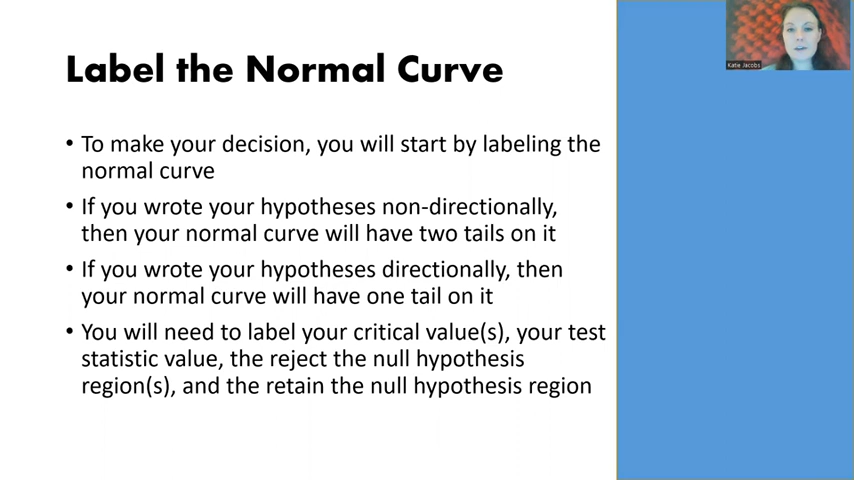 Label the Normal Curve
• To make your decision, you will start by labeling the
normal curve
• If you wrote your hypotheses non-directionally,
then your normal curve will have two tails on it
• If you wrote your hypotheses directionally, then
your normal curve will have one tail on it
• You will need to label your critical value(s), your test
statistic value, the reject the null hypothesis
region(s), and the retain the null hypothesis region
Katie Jacobs